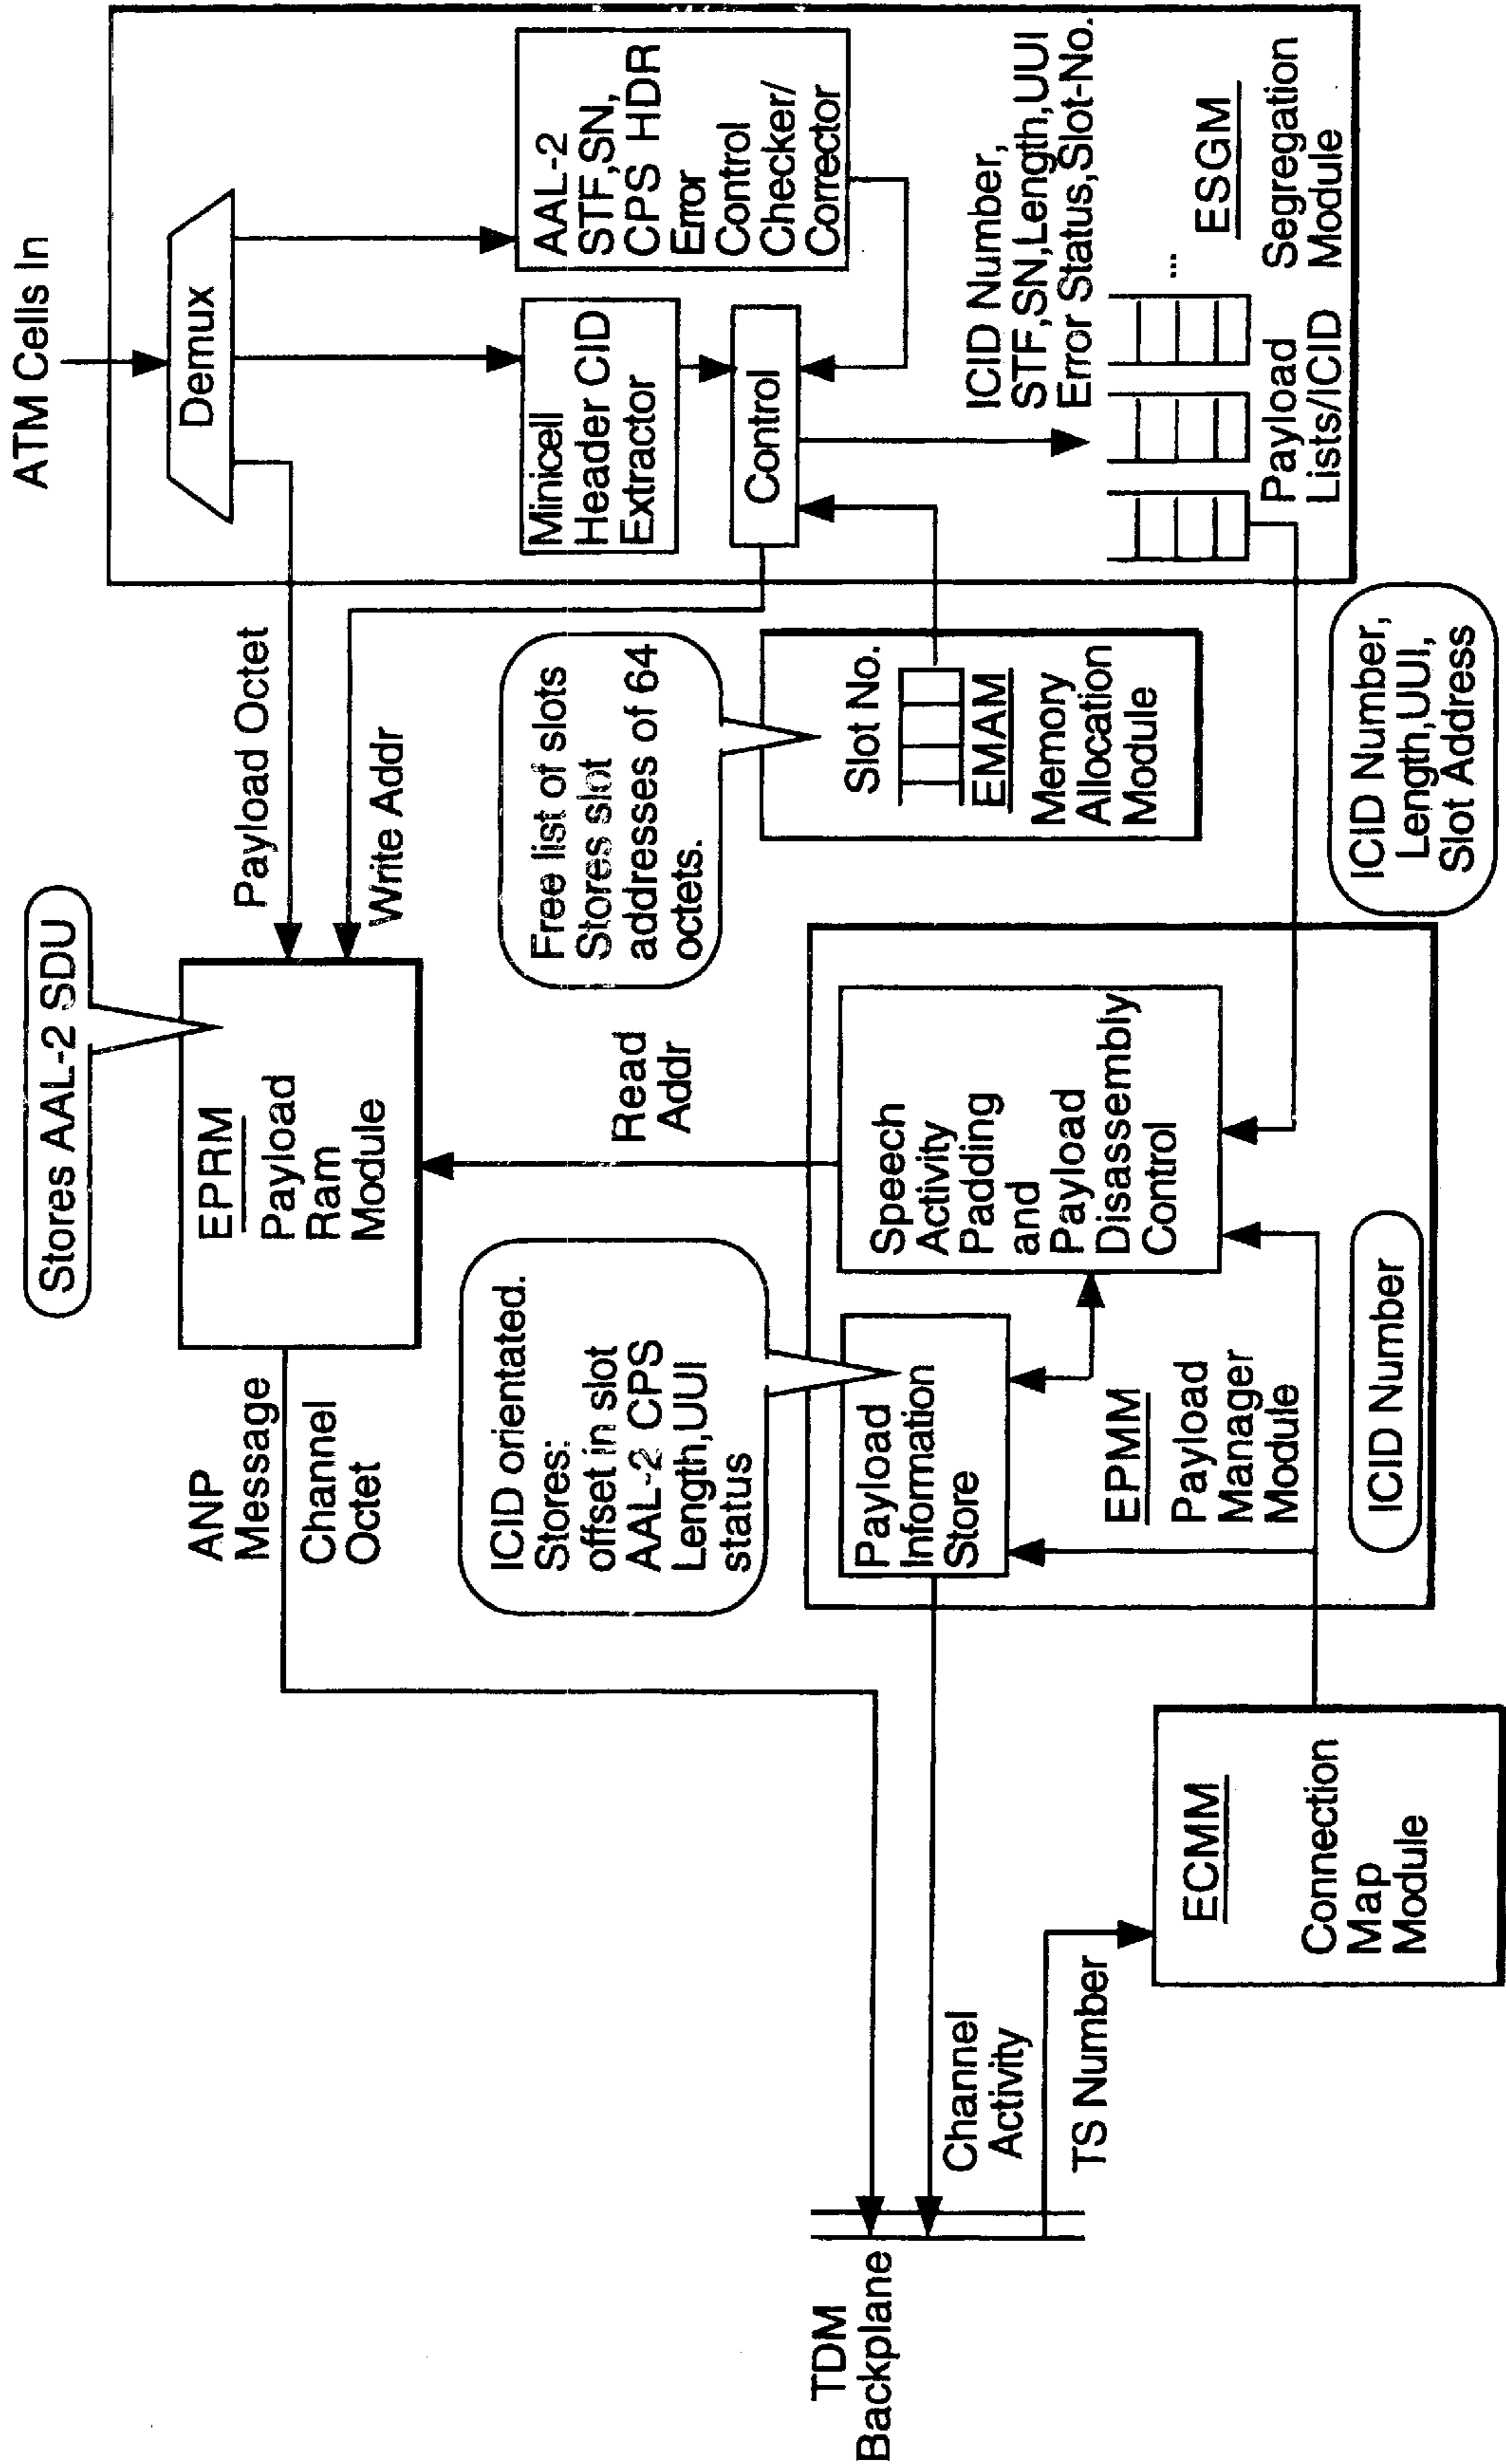 ATM Cells In
Demux
AAL-2
STF,SN,
CPS HDR
Error
Control
Checker/
Corrector
Minicell
Header CID
Extractor
Control
ICID Number,
STF,SN,Length,UUI
Error Status,Slot-No.
...
ESGM
Segregation
Module
Payload
Lists/ICID
Payload Octet
Write Addr
Free list of slots
Stores slot
addresses of 64
octets.
Slot No.
EMAM
Memory
Allocation
Module
ICID Number,
Length,UUI,
Slot Address
Stores AAL-2 SDU
EPRM
Payload
Ram
Module
Read
Addr
Speech
Activity
Padding
and
Payload
Disassembly
Control
ICID orientated.
Stores:
offset in slot
AAL-2 CPS
Length,UUI
status
Payload
Information
Store
EPMM
Payload
Manager
Module
ICID Number
ANP
Message
Channel
Octet
ECMM
Connection
Map
Module
Channel
Activity
TS Number
TDM
Backplane